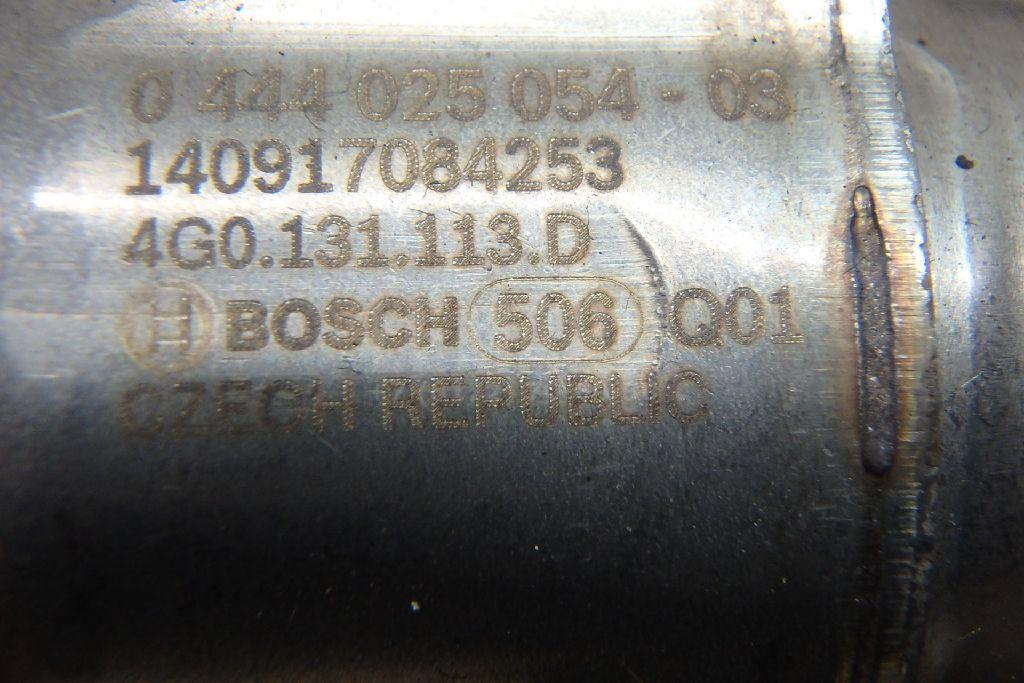 0 444 025 054 - 03
140917084253
4G0.131.113.D
H BOSCH 506 Q01
CZECH REPUBLIC